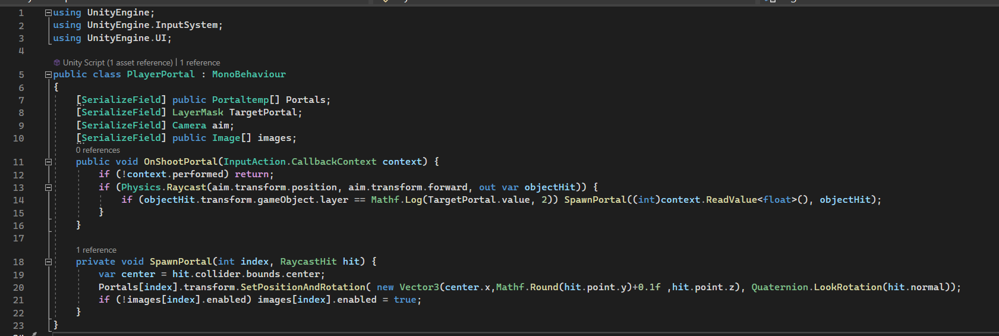 1 using UnityEngine;
2 using UnityEngine.InputSystem;
3 using UnityEngine.UI;
4
Unity Script (1 asset reference) | 1 reference
5 public class PlayerPortal : MonoBehaviour
6 {
7 [SerializeField] public Portaltemp[] Portals;
8 [SerializeField] LayerMask TargetPortal;
9 [SerializeField] Camera aim;
10 [SerializeField] public Image[] images;
0 references
11 public void OnShootPortal(InputAction.CallbackContext context) {
12 if (!context.performed) return;
13 if (Physics.Raycast(aim.transform.position, aim.transform.forward, out var objectHit)) {
14 if (objectHit.transform.gameObject.layer == Mathf.Log(TargetPortal.value, 2)) SpawnPortal((int)context.ReadValue<float>(), objectHit);
15 }
16 }
17
1 reference
18 private void SpawnPortal(int index, RaycastHit hit) {
19 var center = hit.collider.bounds.center;
20 Portals[index].transform.SetPositionAndRotation( new Vector3(center.x,Mathf.Round(hit.point.y)+0.1f ,hit.point.z), Quaternion.LookRotation(hit.normal));
21 if (!images[index].enabled) images[index].enabled = true;
22 }
23 }